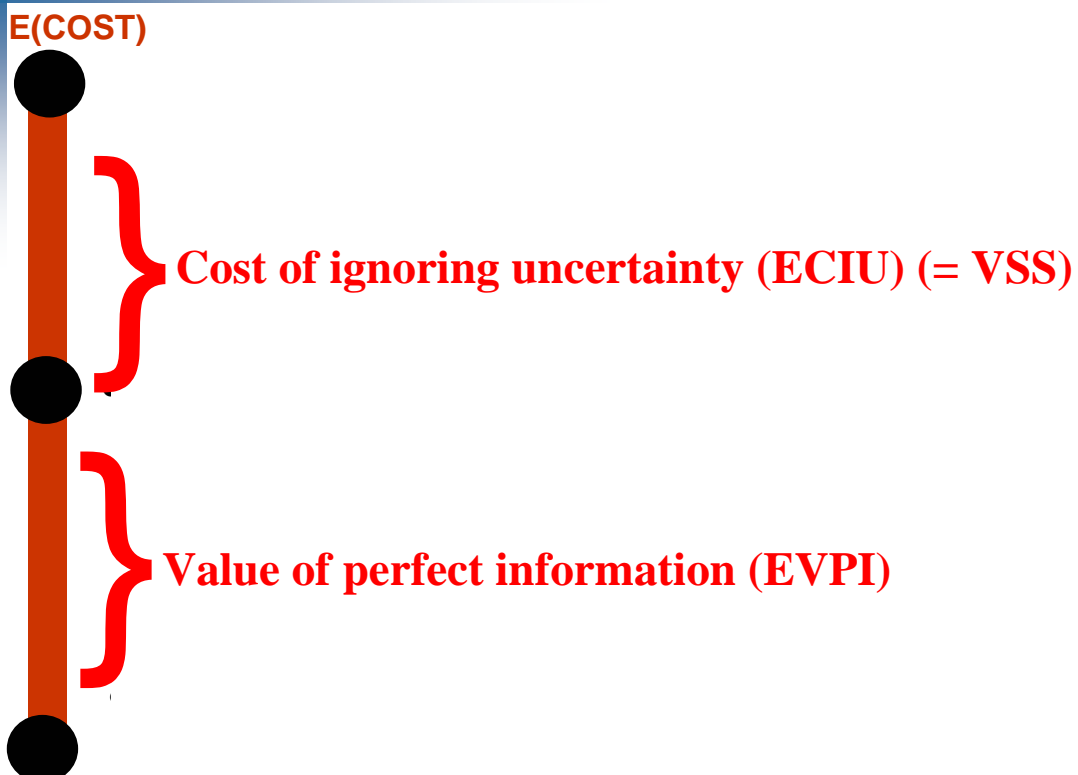 E(COST)
Cost of ignoring uncertainty (ECIU) (= VSS)
Value of perfect information (EVPI)